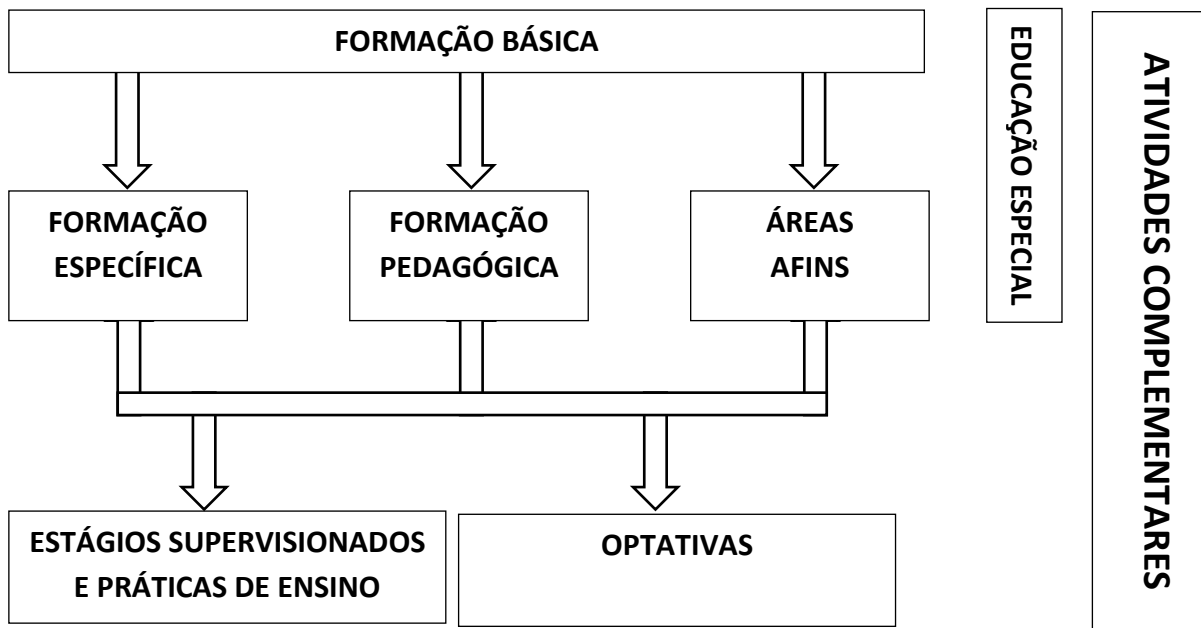 FORMAÇÃO BÁSICA
FORMAÇÃO
ESPECÍFICA
FORMAÇÃO
PEDAGÓGICA
ÁREAS
AFINS
ESTÁGIOS SUPERVISIONADOS
E PRÁTICAS DE ENSINO
OPTATIVAS
EDUCAÇÃO ESPECIAL
ATIVIDADES COMPLEMENTARES